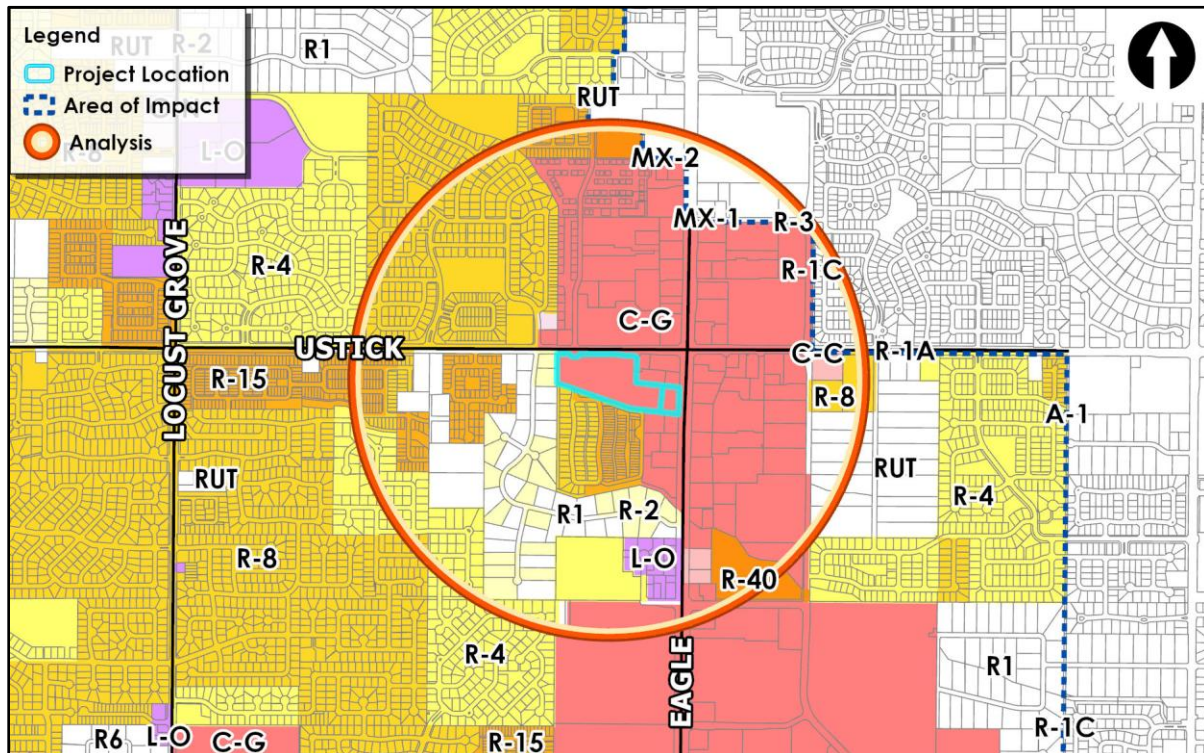 Legend
Project Location
Area of Impact
Analysis
RUT
R-2
R1
R-8
L-O
RUT
MX-2
MX-1
R-3
R-4
R-1C
LOCUST GROVE
C-G
USTICK
C-C
R-1A
R-15
R-8
A-1
RUT
RUT
R-4
R1
R-2
R-8
L-O
R-40
R-4
EAGLE
R1
R-1C
R6
L-O
C-G
R-15